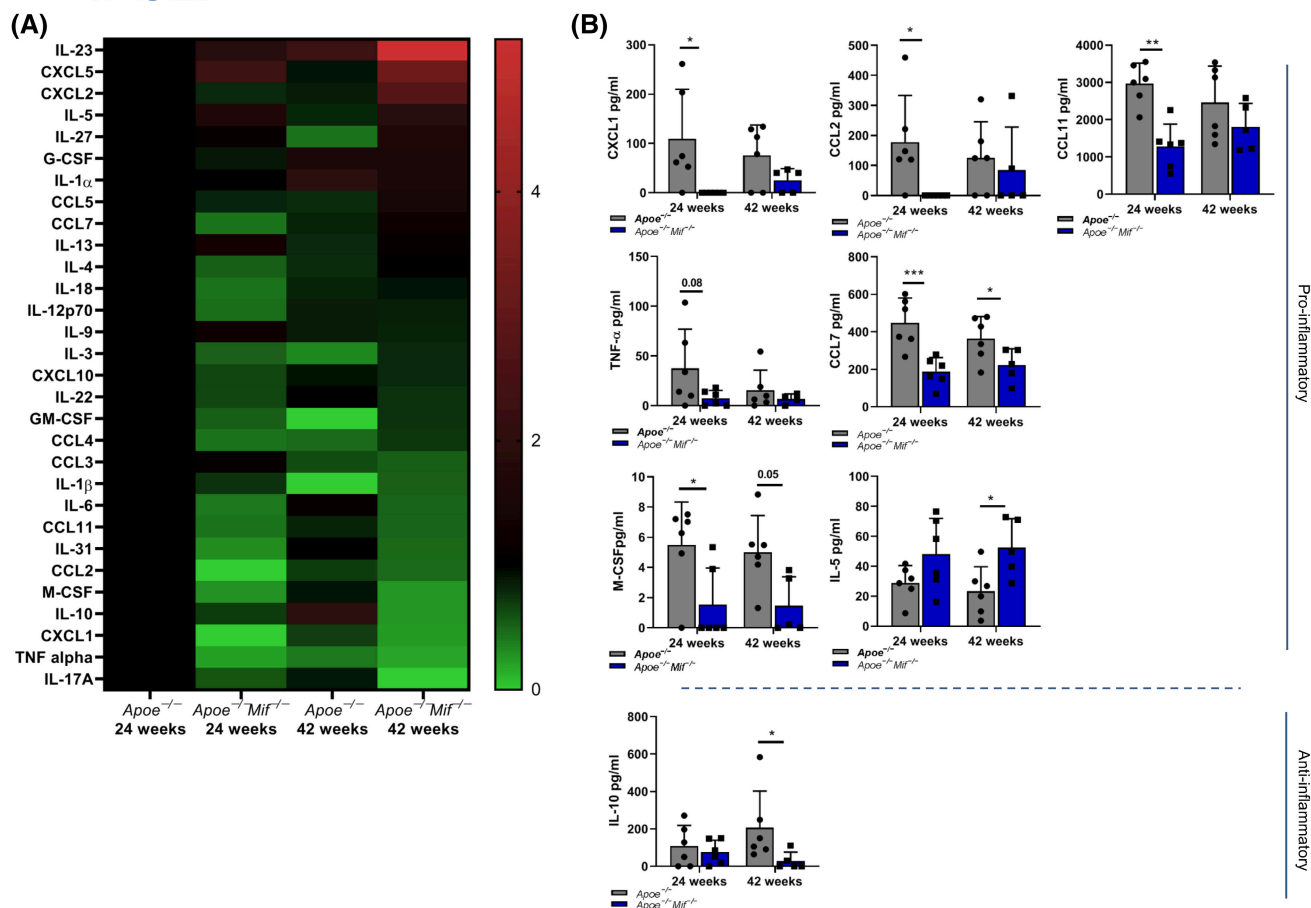 (A)
IL-23
CXCL5
CXCL2
IL-5
IL-27
G-CSF
IL-1α
CCL5
CCL7
IL-13
IL-4
IL-18
IL-12p70
IL-9
IL-3
CXCL10
IL-22
GM-CSF
CCL4
CCL3
IL-1β
IL-6
CCL11
IL-31
CCL2
M-CSF
IL-10
CXCL1
TNF alpha
IL-17A
Apoe⁻/⁻ Apoe⁻/⁻Mif⁻/⁻ Apoe⁻/⁻ Apoe⁻/⁻Mif⁻/⁻
24 weeks 24 weeks 42 weeks 42 weeks
4
2
0
(B)
CXCL1 pg/ml
300
200
100
0
*
24 weeks 42 weeks
Apoe⁻/⁻
Apoe⁻/⁻Mif⁻/⁻
CCL2 pg/ml
500
400
300
200
100
0
*
24 weeks 42 weeks
Apoe⁻/⁻
Apoe⁻/⁻Mif⁻/⁻
CCL11 pg/ml
4000
3000
2000
1000
0
**
24 weeks 42 weeks
Apoe⁻/⁻
Apoe⁻/⁻Mif⁻/⁻
TNF-α pg/ml
150
100
50
0
0.08
24 weeks 42 weeks
Apoe⁻/⁻
Apoe⁻/⁻Mif⁻/⁻
CCL7 pg/ml
800
600
400
200
0
***
*
24 weeks 42 weeks
Apoe⁻/⁻
Apoe⁻/⁻Mif⁻/⁻
M-CSFpg/ml
10
8
6
4
2
0
*
0.05
24 weeks 42 weeks
Apoe⁻/⁻
Apoe⁻/⁻Mif⁻/⁻
IL-5 pg/ml
100
80
60
40
20
0
*
24 weeks 42 weeks
Apoe⁻/⁻
Apoe⁻/⁻Mif⁻/⁻
Pro-inflammatory
IL-10 pg/ml
800
600
400
200
0
*
24 weeks 42 weeks
Apoe⁻/⁻
Apoe⁻/⁻Mif⁻/⁻
Anti-inflammatory